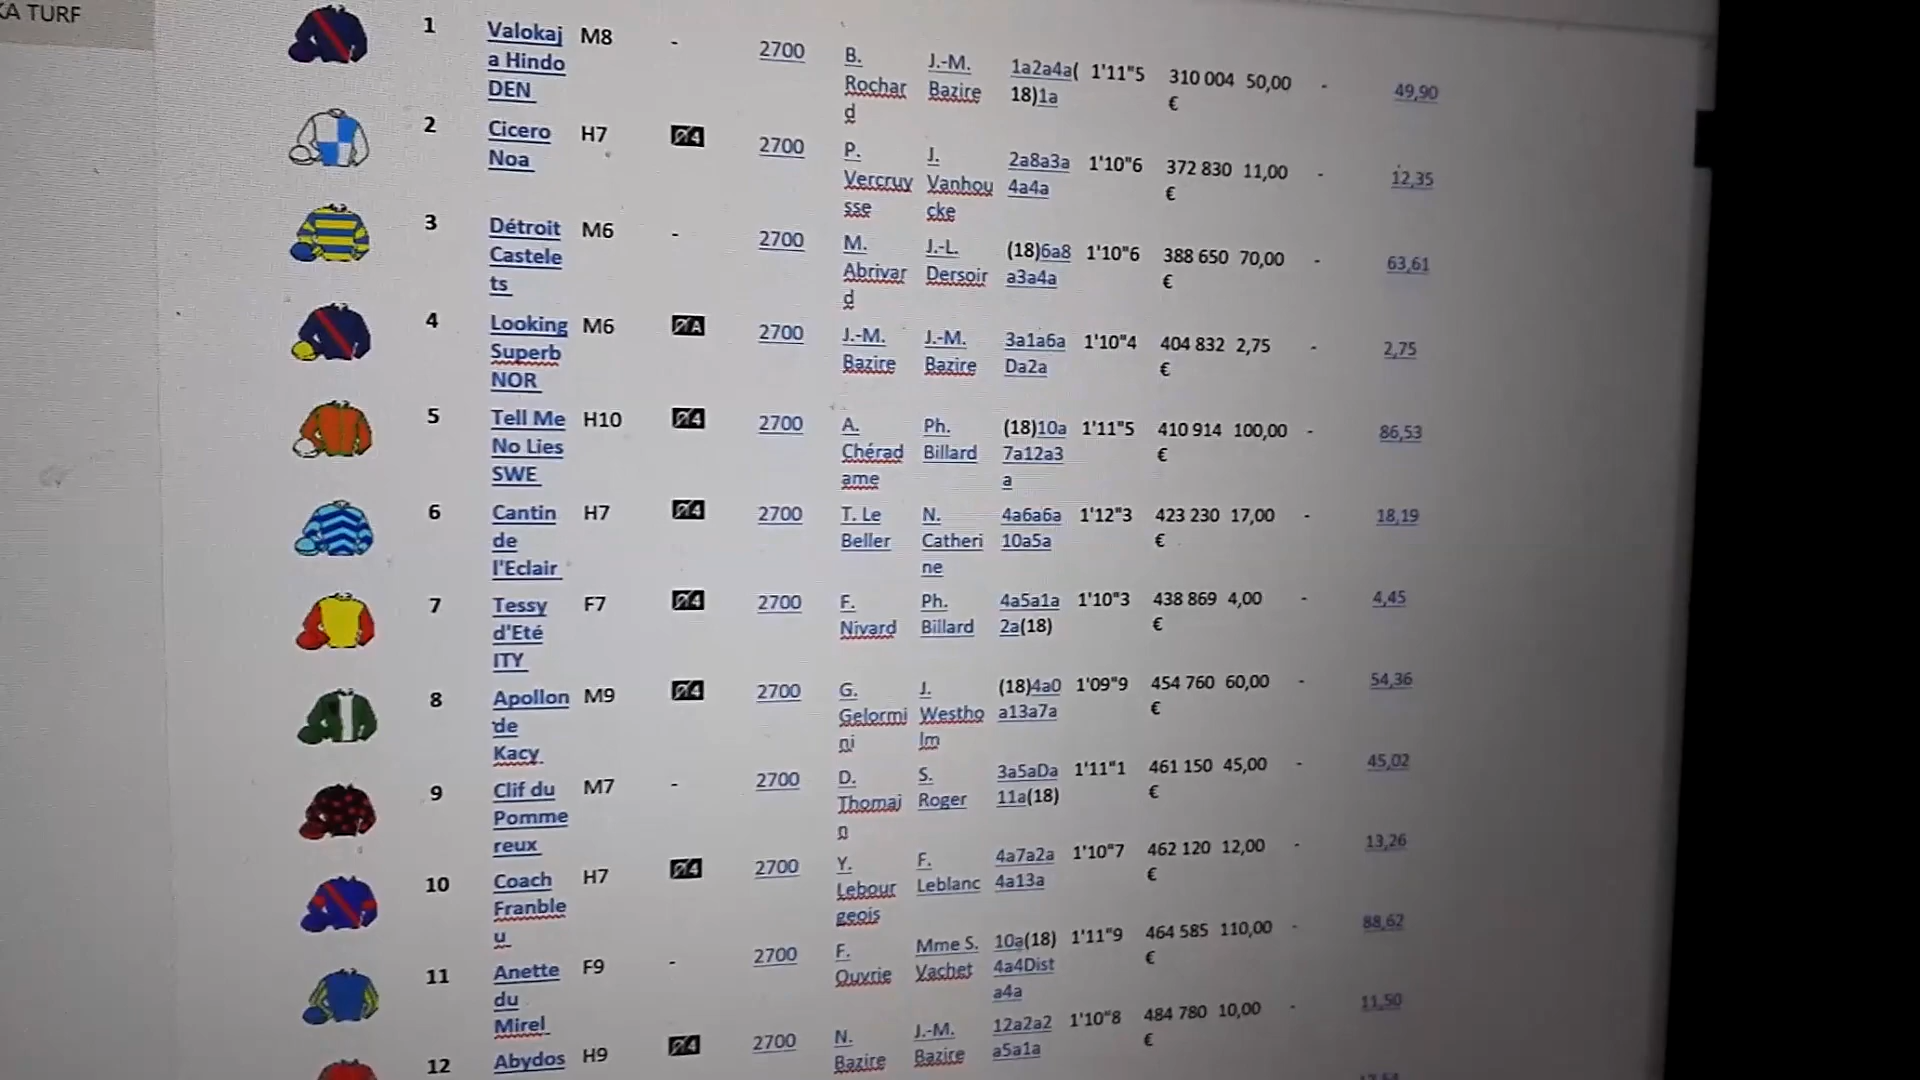 KA TURF
1 Valokaj M8 - 2700 B. J.-M. 1a2a4a( 1'11"5 310 004 50,00 - 49,90
a Hindo Rochar Bazire 18)1a €
DEN d
2 Cicero H7 Ø4 2700 P. J. 2a8a3a 1'10"6 372 830 11,00 - 12,35
Noa Vercruy Vanhou 4a4a €
sse cke
3 Détroit M6 - 2700 M. J.-L. (18)6a8 1'10"6 388 650 70,00 - 63,61
Castele Abrivar Dersoir a3a4a €
ts d
4 Looking M6 ØA 2700 J.-M. J.-M. 3a1a6a 1'10"4 404 832 2,75 - 2,75
Superb Bazire Bazire Da2a €
NOR
5 Tell Me H10 Ø4 2700 A. Ph. (18)10a 1'11"5 410 914 100,00 - 86,53
No Lies Chérad Billard 7a12a3 €
SWE ame a
6 Cantin H7 Ø4 2700 T. Le N. 4a6a6a 1'12"3 423 230 17,00 - 18,19
de Beller Catheri 10a5a €
l'Eclair ne
7 Tessy F7 Ø4 2700 F. Ph. 4a5a1a 1'10"3 438 869 4,00 - 4,45
d'Eté Nivard Billard 2a(18) €
ITY
8 Apollon M9 Ø4 2700 G. J. (18)4a0 1'09"9 454 760 60,00 - 54,36
de Gelormi Westho a13a7a €
Kacy ni lm
9 Clif du M7 - 2700 D. S. 3a5aDa 1'11"1 461 150 45,00 - 45,02
Pomme Thomai Roger 11a(18) €
reux n
10 Coach H7 Ø4 2700 Y. F. 4a7a2a 1'10"7 462 120 12,00 - 13,26
Franble Lebour Leblanc 4a13a €
u geois
11 Anette F9 - 2700 F. Mme S. 10a(18) 1'11"9 464 585 110,00 - 88,62
du Ouvrie Vachet 4a4Dist €
Mirel a4a
12 Abydos H9 Ø4 2700 N. J.-M. 12a2a2 1'10"8 484 780 10,00 - 11,50
Bazire Bazire a5a1a €